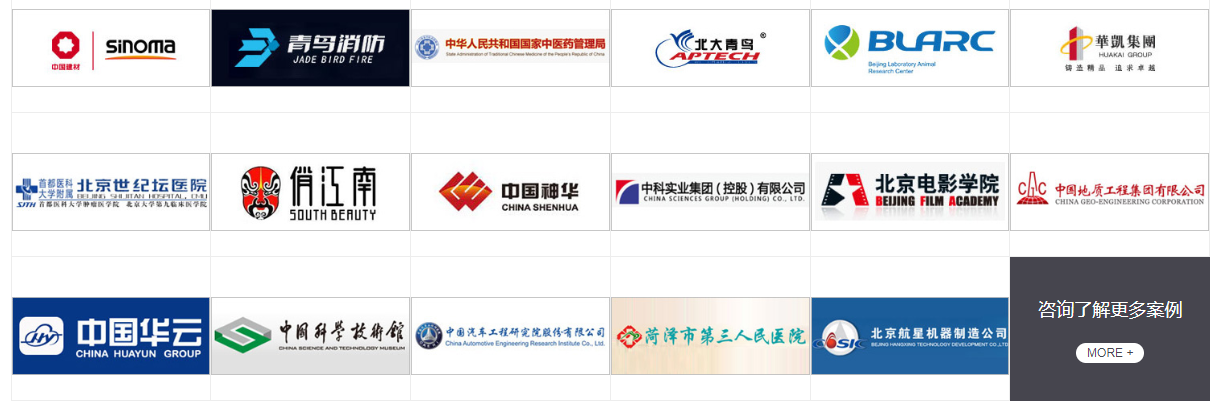 中国建材
sinoma
青鸟消防
JADE BIRD FIRE
中华人民共和国国家中医药管理局
State Administration of Traditional Chinese Medicine of the People's Republic of China
北大青鸟®
APTECH
BLARC
Beijing Laboratory Animal
Research Center
華凱集團
HUAKAI GROUP
铸造精品 追求卓越
首都医科
大学附属
北京世纪坛医院
BEIJING SHIJITAN HOSPITAL, CMU
SJTH
首都医科大学肿瘤医学院 北京大学第九临床医学院
俏江南
SOUTH BEAUTY
中国神华
CHINA SHENHUA
中科实业集团（控股）有限公司
CHINA SCIENCES GROUP (HOLDING) CO., LTD.
北京电影学院
BEIJING FILM ACADEMY
CGC
中国地质工程集团有限公司
CHINA GEO-ENGINEERING CORPORATION
HY
中国华云
CHINA HUAYUN GROUP
中国科学技術館
CHINA SCIENCE AND TECHNOLOGY MUSEUM
中国汽车工程研究院股份有限公司
China Automotive Engineering Research Institute Co., Ltd.
菏泽市第三人民医院
北京航星机器制造公司
BEIJING HANGXING TECHNOLOGY DEVELOPMENT CO.,LTD
咨询了解更多案例
MORE +